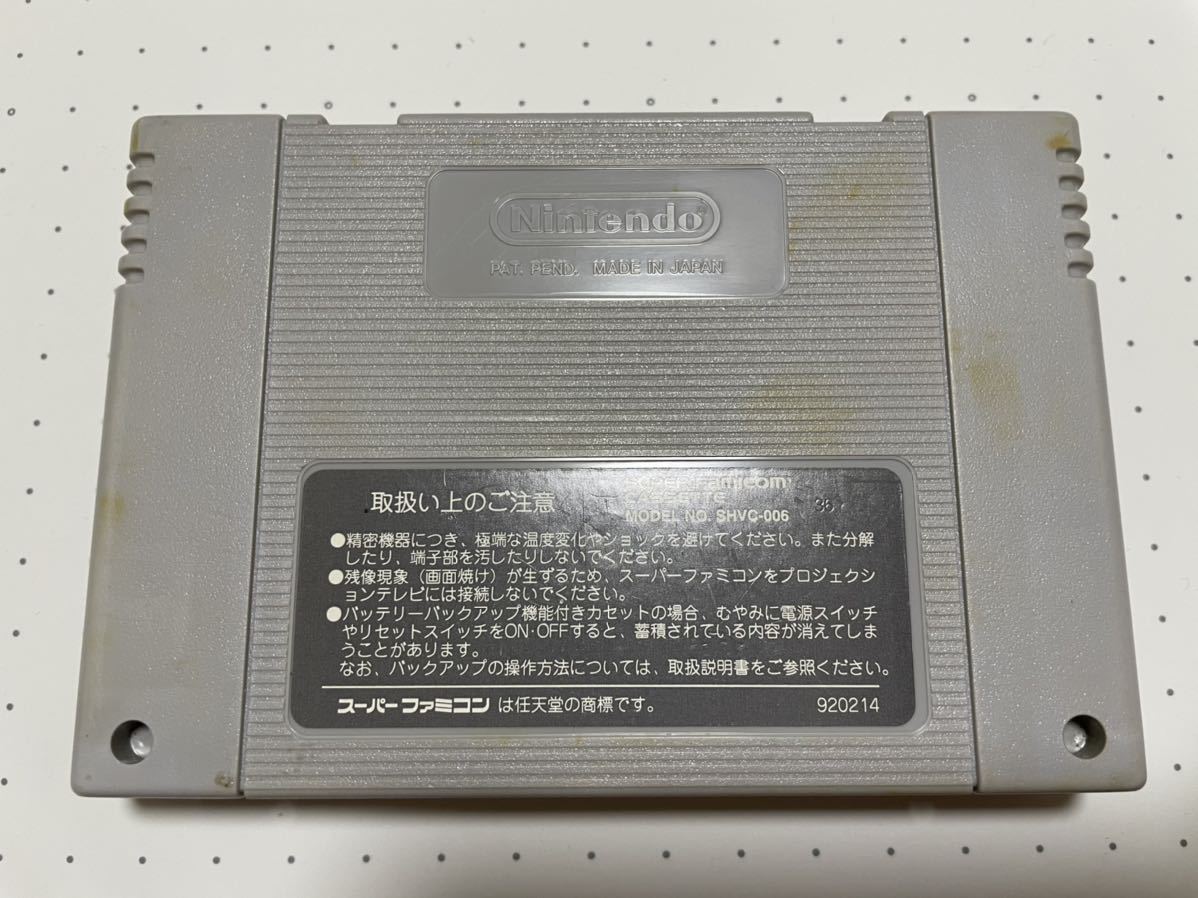 Nintendo®
PAT. PEND. MADE IN JAPAN
取扱い上のご注意
SUPER Famicom
CASSETTE
MODEL NO. SHVC-006
36
●精密機器につき、極端な温度変化やショックを避けてください。また分解
したり、端子部を汚したりしないでください。
●残像現象（画面焼け）が生ずるため、スーパーファミコンをプロジェクシ
ョンテレビには接続しないでください。
●バッテリーバックアップ機能付きカセットの場合、むやみに電源スイッチ
やリセットスイッチをON・OFFすると、蓄積されている内容が消えてしま
うことがあります。
なお、バックアップの操作方法については、取扱説明書をご参照ください。
スーパーファミコンは任天堂の商標です。
920214